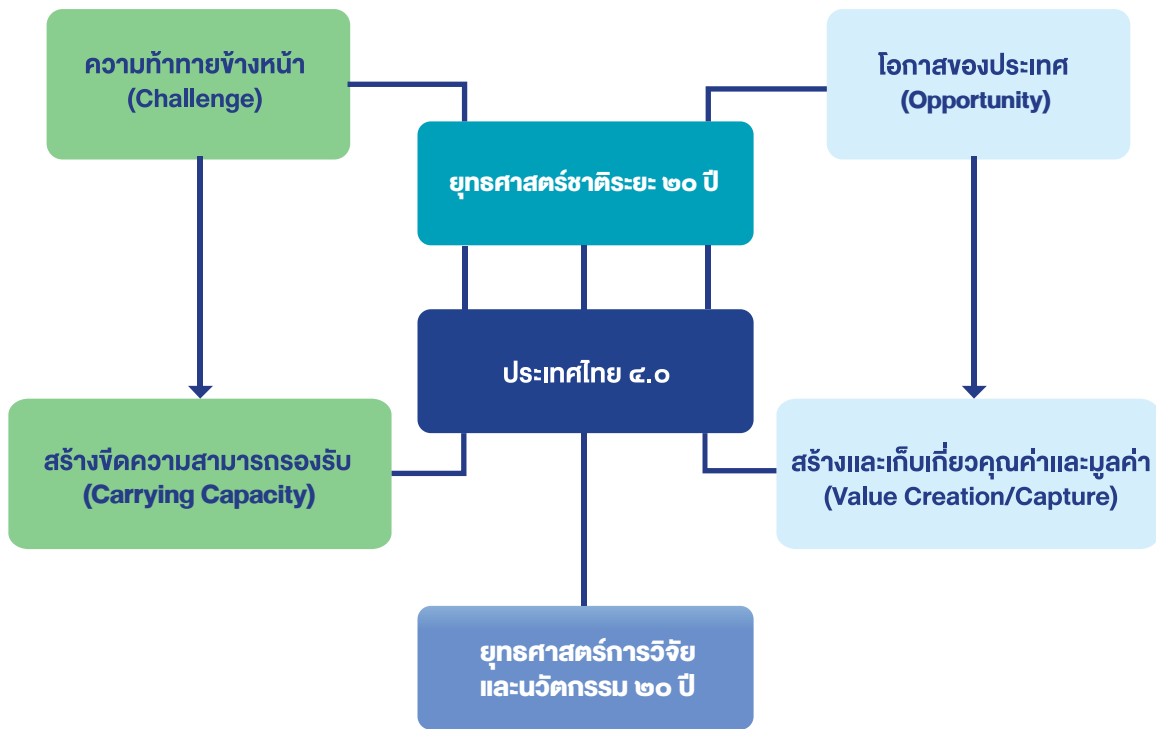 ความท้าทายข้างหน้า
(Challenge)
โอกาสของประเทศ
(Opportunity)
ยุทธศาสตร์ชาติระยะ ๒๐ ปี
ประเทศไทย ๔.๐
สร้างขีดความสามารถรองรับ
(Carrying Capacity)
สร้างและเก็บเกี่ยวคุณค่าและมูลค่า
(Value Creation/Capture)
ยุทธศาสตร์การวิจัย
และนวัตกรรม ๒๐ ปี